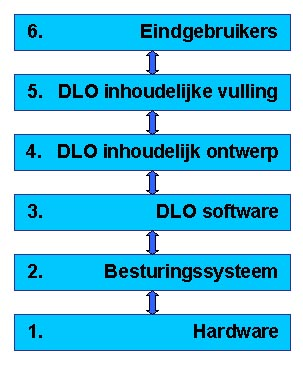 6. Eindgebruikers
5. DLO inhoudelijke vulling
4. DLO inhoudelijk ontwerp
3. DLO software
2. Besturingssysteem
1. Hardware